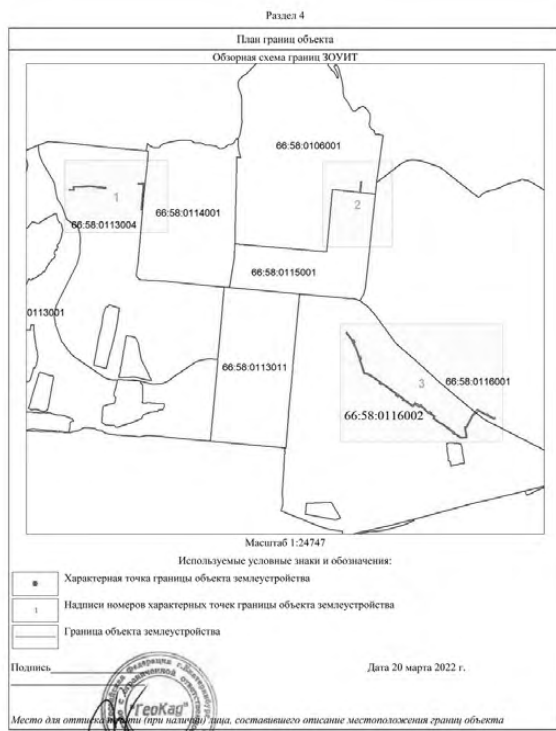 Раздел 4
План границ объекта
Обзорная схема границ ЗОУИТ
66:58:0106001
1
2
66:58:0114001
66:58:0113004
66:58:0115001
0113001
66:58:0113011
3
66:58:0116001
66:58:0116002
Масштаб 1:24747
Используемые условные знаки и обозначения:
Характерная точка границы объекта землеустройства
1
Надписи номеров характерных точек границы объекта землеустройства
Граница объекта землеустройства
Подпись
Дата 20 марта 2022 г.
"ГеоКад"
Место для оттиска печати (при наличии) лица, составившего описание местоположения границ объекта